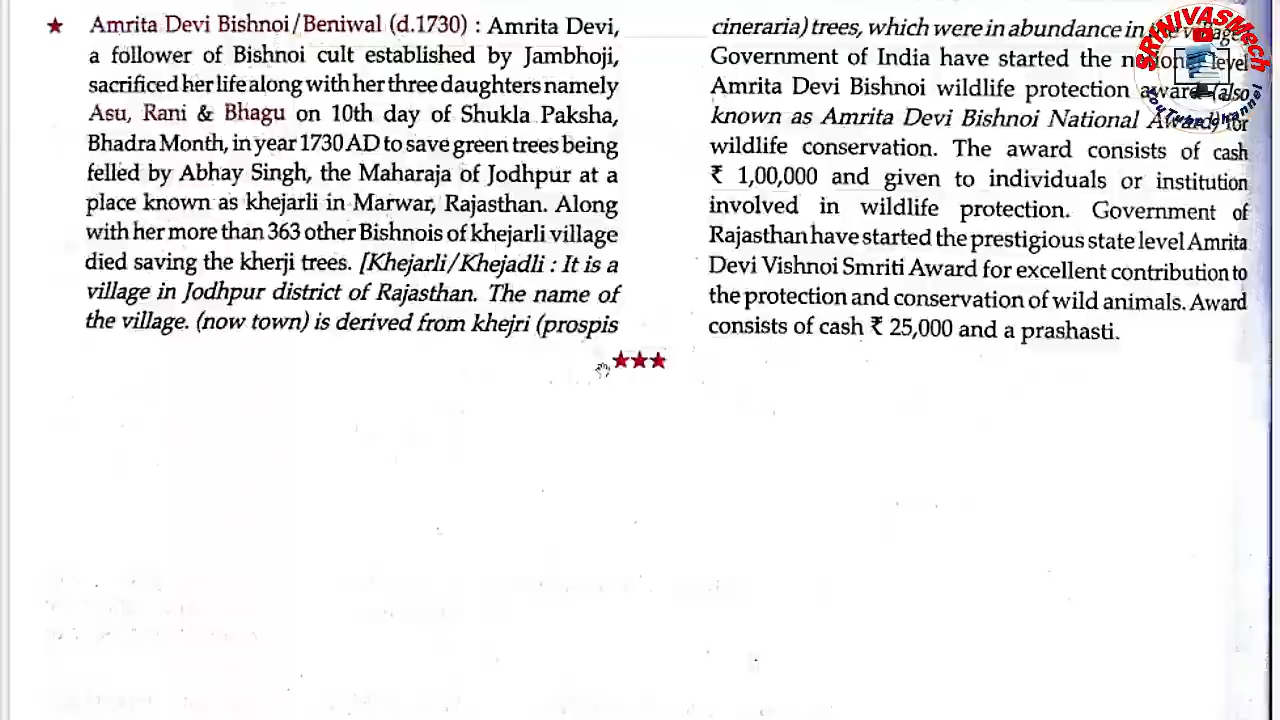 ★ Amrita Devi Bishnoi/Beniwal (d.1730) : Amrita Devi,
a follower of Bishnoi cult established by Jambhoji,
sacrificed her life along with her three daughters namely
Asu, Rani & Bhagu on 10th day of Shukla Paksha,
Bhadra Month, in year 1730 AD to save green trees being
felled by Abhay Singh, the Maharaja of Jodhpur at a
place known as khejarli in Marwar, Rajasthan. Along
with her more than 363 other Bishnois of khejarli village
died saving the kherji trees. [Khejarli/Khejadli : It is a
village in Jodhpur district of Rajasthan. The name of
the village. (now town) is derived from khejri (prospis
cineraria) trees, which were in abundance in
Government of India have started the national level
Amrita Devi Bishnoi wildlife protection award (also
known as Amrita Devi Bishnoi National Award) for
wildlife conservation. The award consists of cash
₹ 1,00,000 and given to individuals or institution
involved in wildlife protection. Government of
Rajasthan have started the prestigious state level Amrita
Devi Vishnoi Smriti Award for excellent contribution to
the protection and conservation of wild animals. Award
consists of cash ₹ 25,000 and a prashasti.
★★★
SRINIVASMech
YouTube Channel